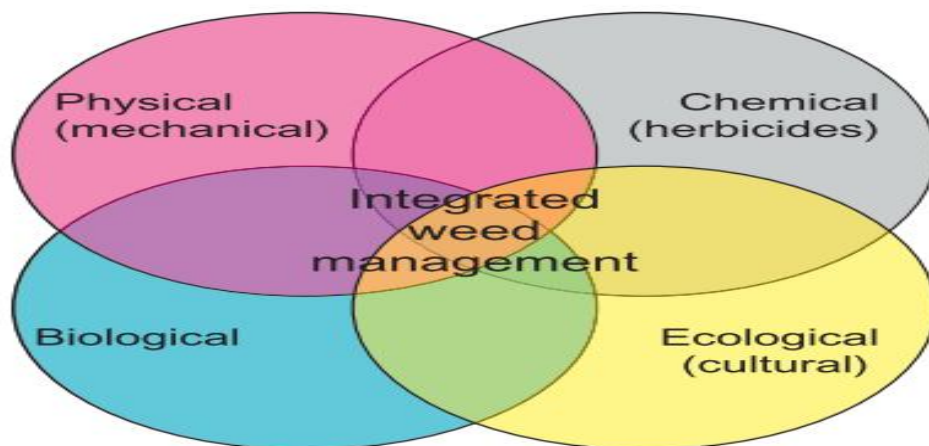 Physical
(mechanical)
Chemical
(herbicides)
Integrated
weed
management
Biological
Ecological
(cultural)